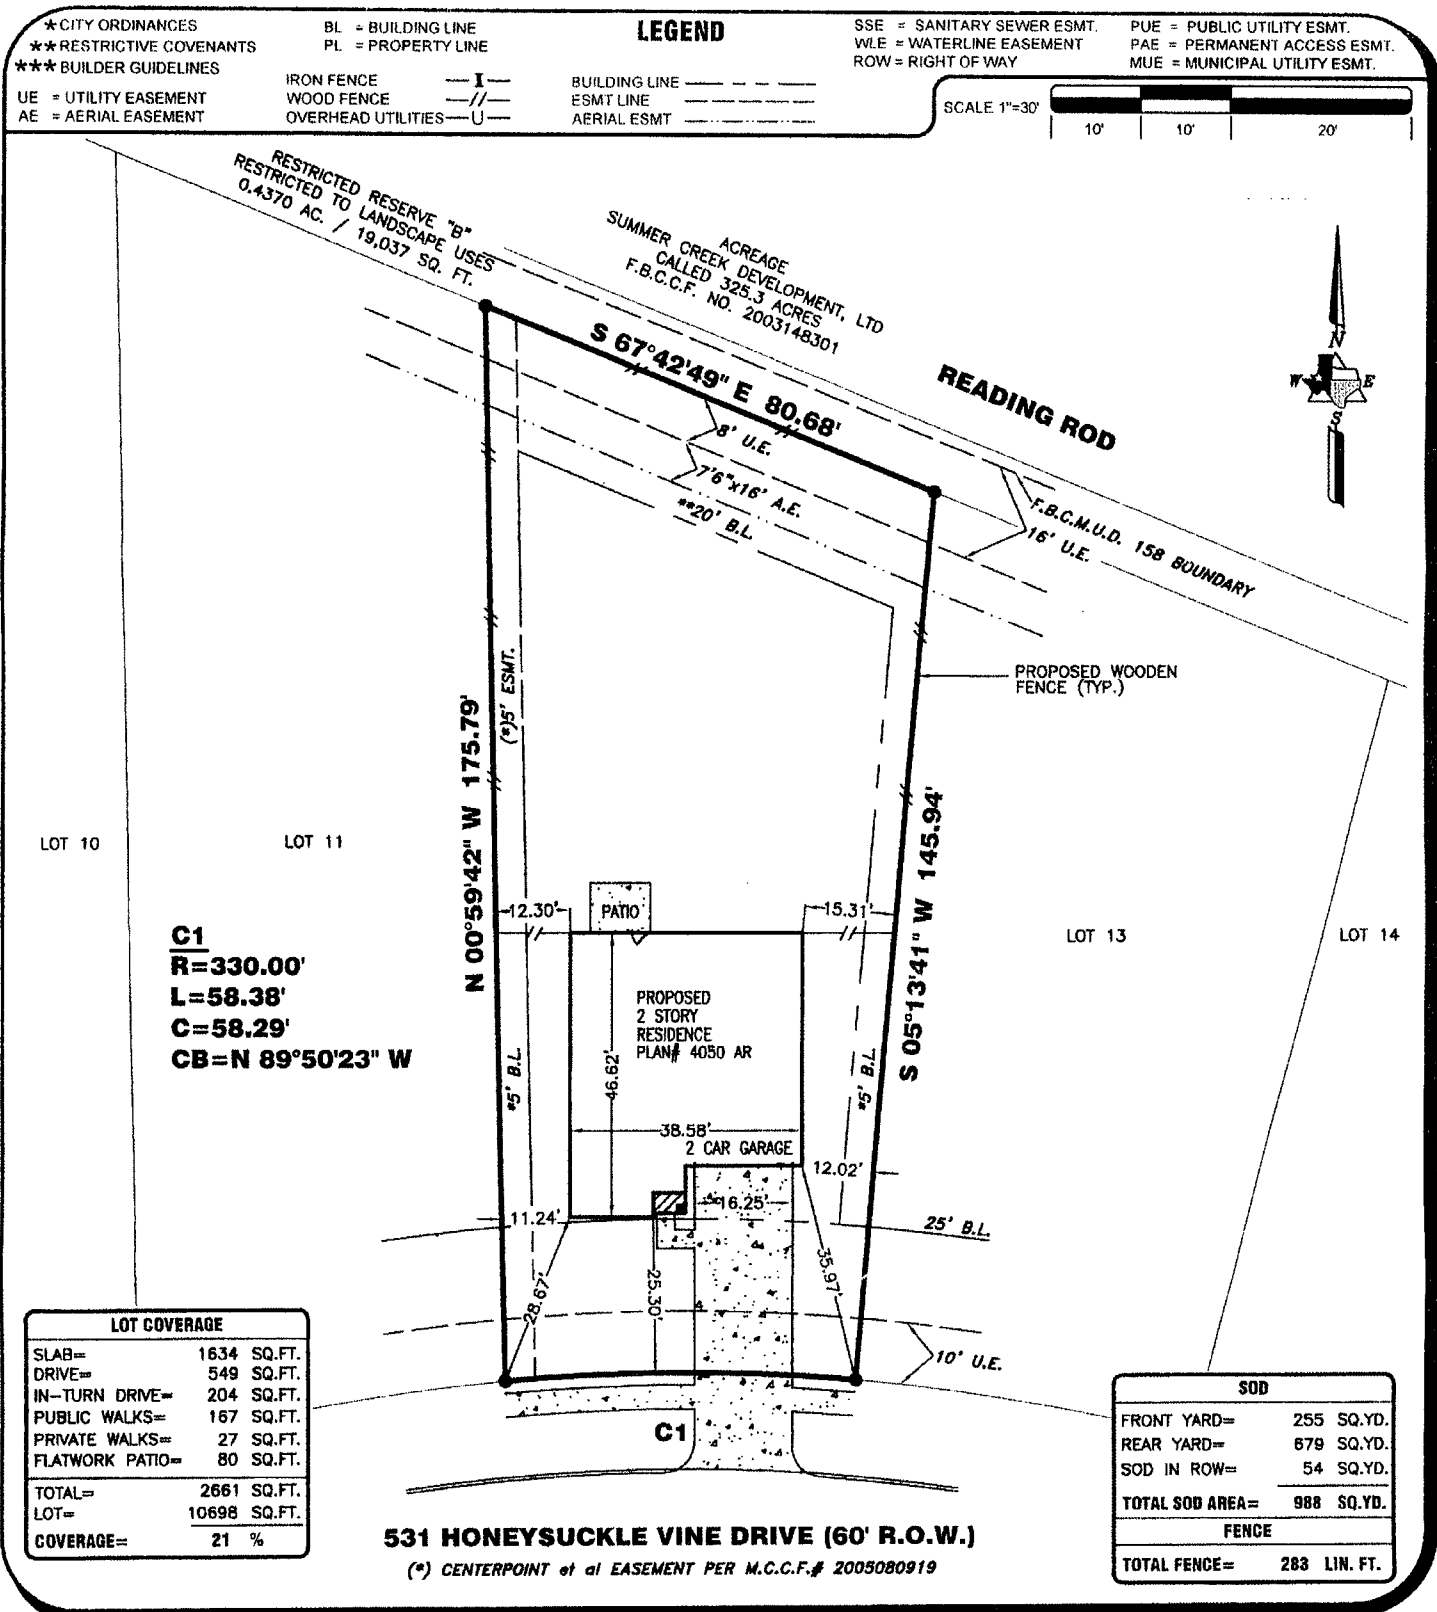 LEGEND
* CITY ORDINANCES
** RESTRICTIVE COVENANTS
*** BUILDER GUIDELINES
UE = UTILITY EASEMENT
AE = AERIAL EASEMENT
BL = BUILDING LINE
PL = PROPERTY LINE
IRON FENCE —I—
WOOD FENCE —//—
OVERHEAD UTILITIES —U—
BUILDING LINE
ESMT LINE
AERIAL ESMT
SSE = SANITARY SEWER ESMT.
WLE = WATERLINE EASEMENT
ROW = RIGHT OF WAY
PUE = PUBLIC UTILITY ESMT.
PAE = PERMANENT ACCESS ESMT.
MUE = MUNICIPAL UTILITY ESMT.
SCALE 1"=30'
10' 10' 20'
RESTRICTED RESERVE "B"
RESTRICTED TO LANDSCAPE USES
0.4370 AC. / 19,037 SQ. FT.
ACREAGE
SUMMER CREEK DEVELOPMENT, LTD
CALLED 325.3 ACRES
F.B.C.C.F. NO. 2003148301
N
W E
S
READING ROD
S 67°42'49" E 80.68'
8' U.E.
7'6"x16' A.E.
**20' B.L.
F.B.C.M.U.D. 158 BOUNDARY
16' U.E.
PROPOSED WOODEN
FENCE (TYP.)
(*)5' ESMT.
N 00°59'42" W 175.79'
S 05°13'41" W 145.94'
LOT 10
LOT 11
LOT 13
LOT 14
C1
R=330.00'
L=58.38'
C=58.29'
CB=N 89°50'23" W
12.30'
PATIO
15.31'
PROPOSED
2 STORY
RESIDENCE
PLAN# 4050 AR
46.62'
*5' B.L.
*5' B.L.
38.58'
2 CAR GARAGE
12.02'
16.25'
11.24'
25' B.L.
28.67'
25.30'
35.97'
10' U.E.
C1
LOT COVERAGE
SLAB= 1634 SQ.FT.
DRIVE= 549 SQ.FT.
IN-TURN DRIVE= 204 SQ.FT.
PUBLIC WALKS= 167 SQ.FT.
PRIVATE WALKS= 27 SQ.FT.
FLATWORK PATIO= 80 SQ.FT.
TOTAL= 2661 SQ.FT.
LOT= 10698 SQ.FT.
COVERAGE= 21 %
SOD
FRONT YARD= 255 SQ.YD.
REAR YARD= 679 SQ.YD.
SOD IN ROW= 54 SQ.YD.
TOTAL SOD AREA= 988 SQ.YD.
FENCE
TOTAL FENCE= 283 LIN. FT.
531 HONEYSUCKLE VINE DRIVE (60' R.O.W.)
(*) CENTERPOINT et al EASEMENT PER M.C.C.F.# 2005080919